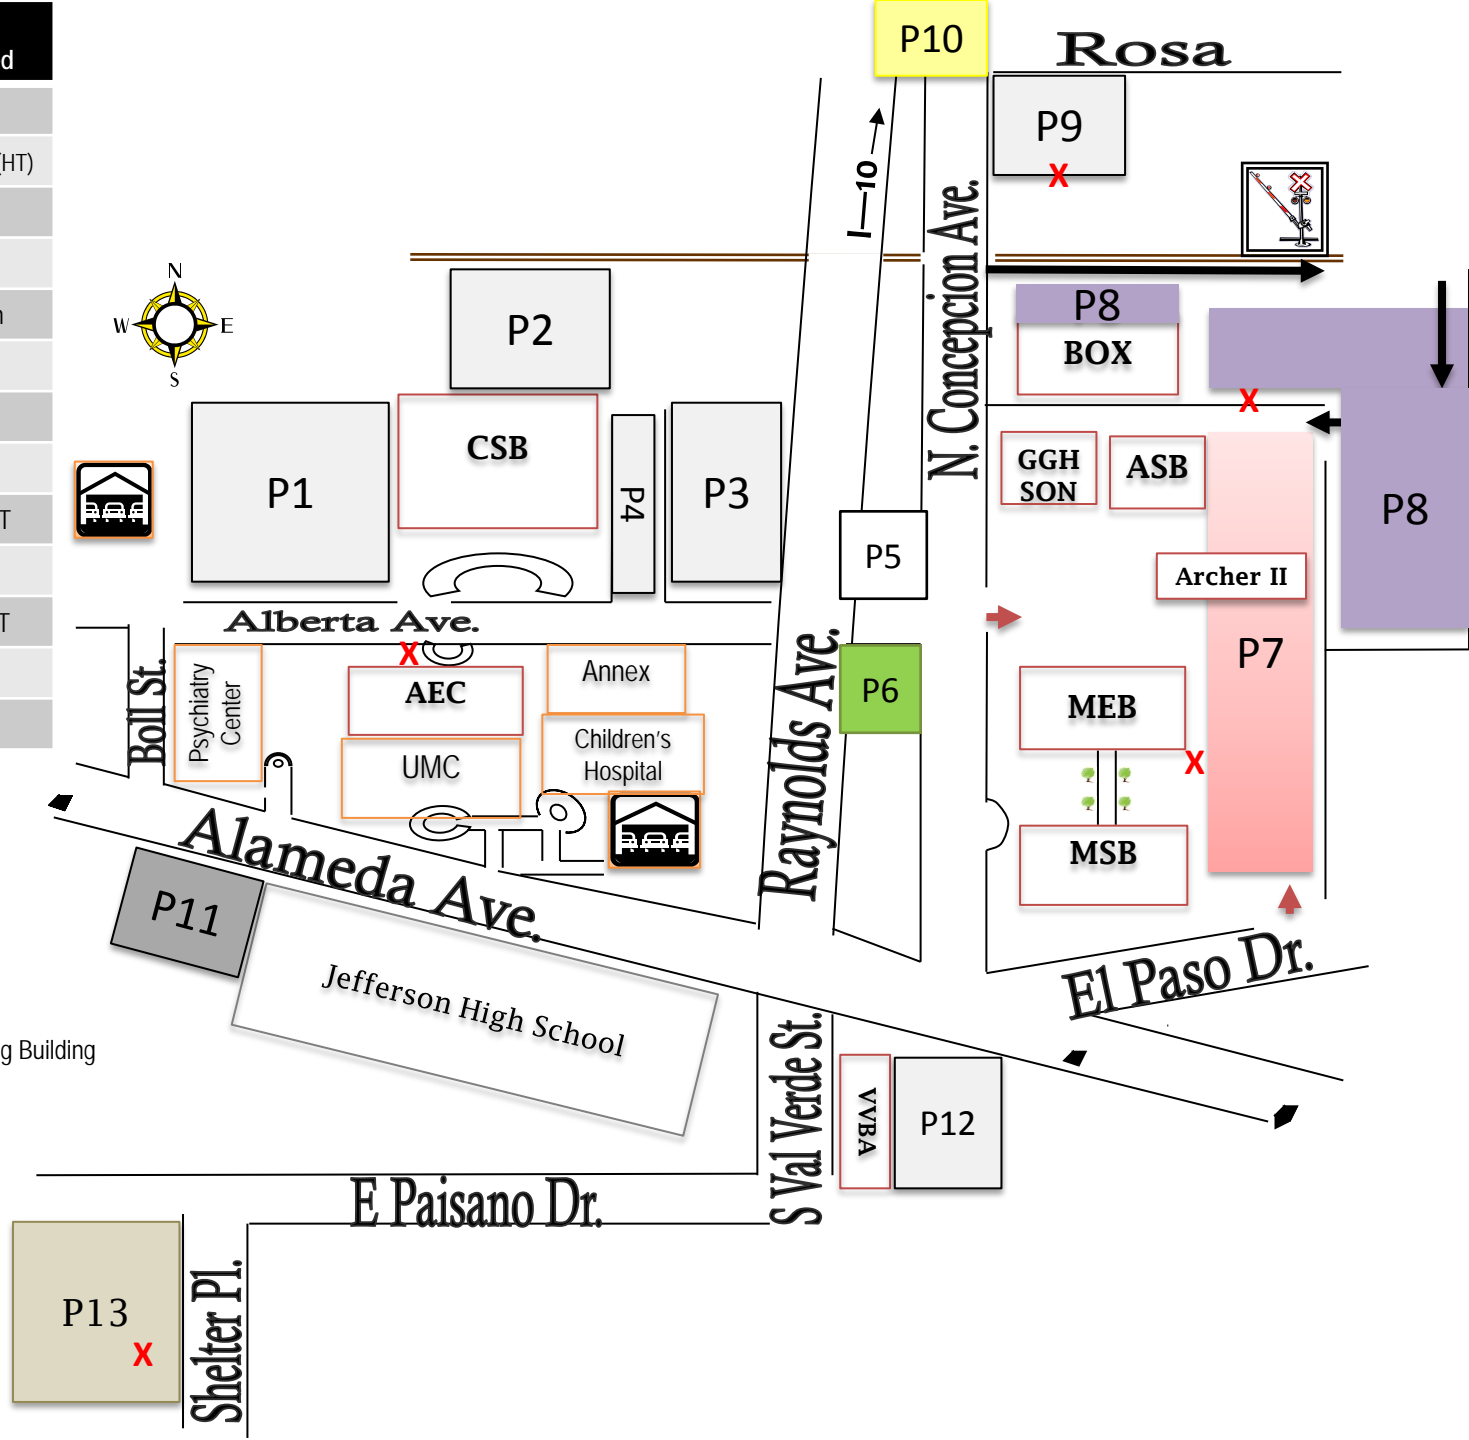 d
HT)
n
T
T
g Building
P10
Rosa
P9
X
I—10
N. Concepcion Ave.
N
W
E
S
P2
P8
BOX
X
P1
CSB
P4
P3
GGH
SON
ASB
P8
P5
Archer II
Alberta Ave.
X
Boll St.
Psychiatry
Center
AEC
Annex
UMC
Children's
Hospital
Raynolds Ave.
P6
P7
MEB
X
MSB
Alameda Ave.
P11
Jefferson High School
El Paso Dr.
S Val Verde St.
VVBA
P12
E Paisano Dr.
P13
X
Shelter Pl.